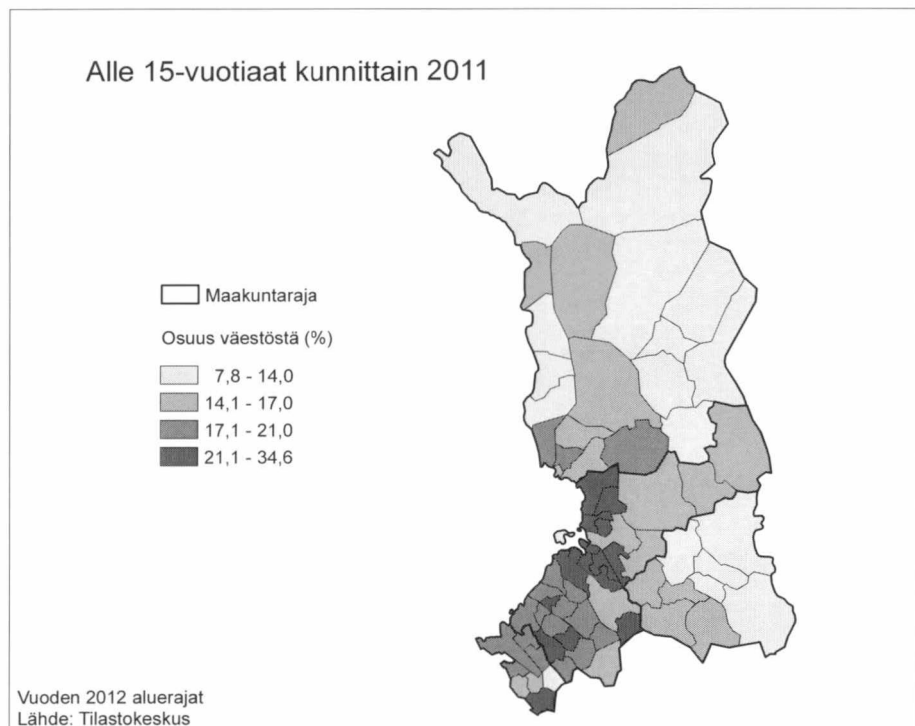 Alle 15-vuotiaat kunnittain 2011
Maakuntaraja
Osuus väestöstä (%)
7,8 - 14,0
14,1 - 17,0
17,1 - 21,0
21,1 - 34,6
Vuoden 2012 aluerajat
Lähde: Tilastokeskus